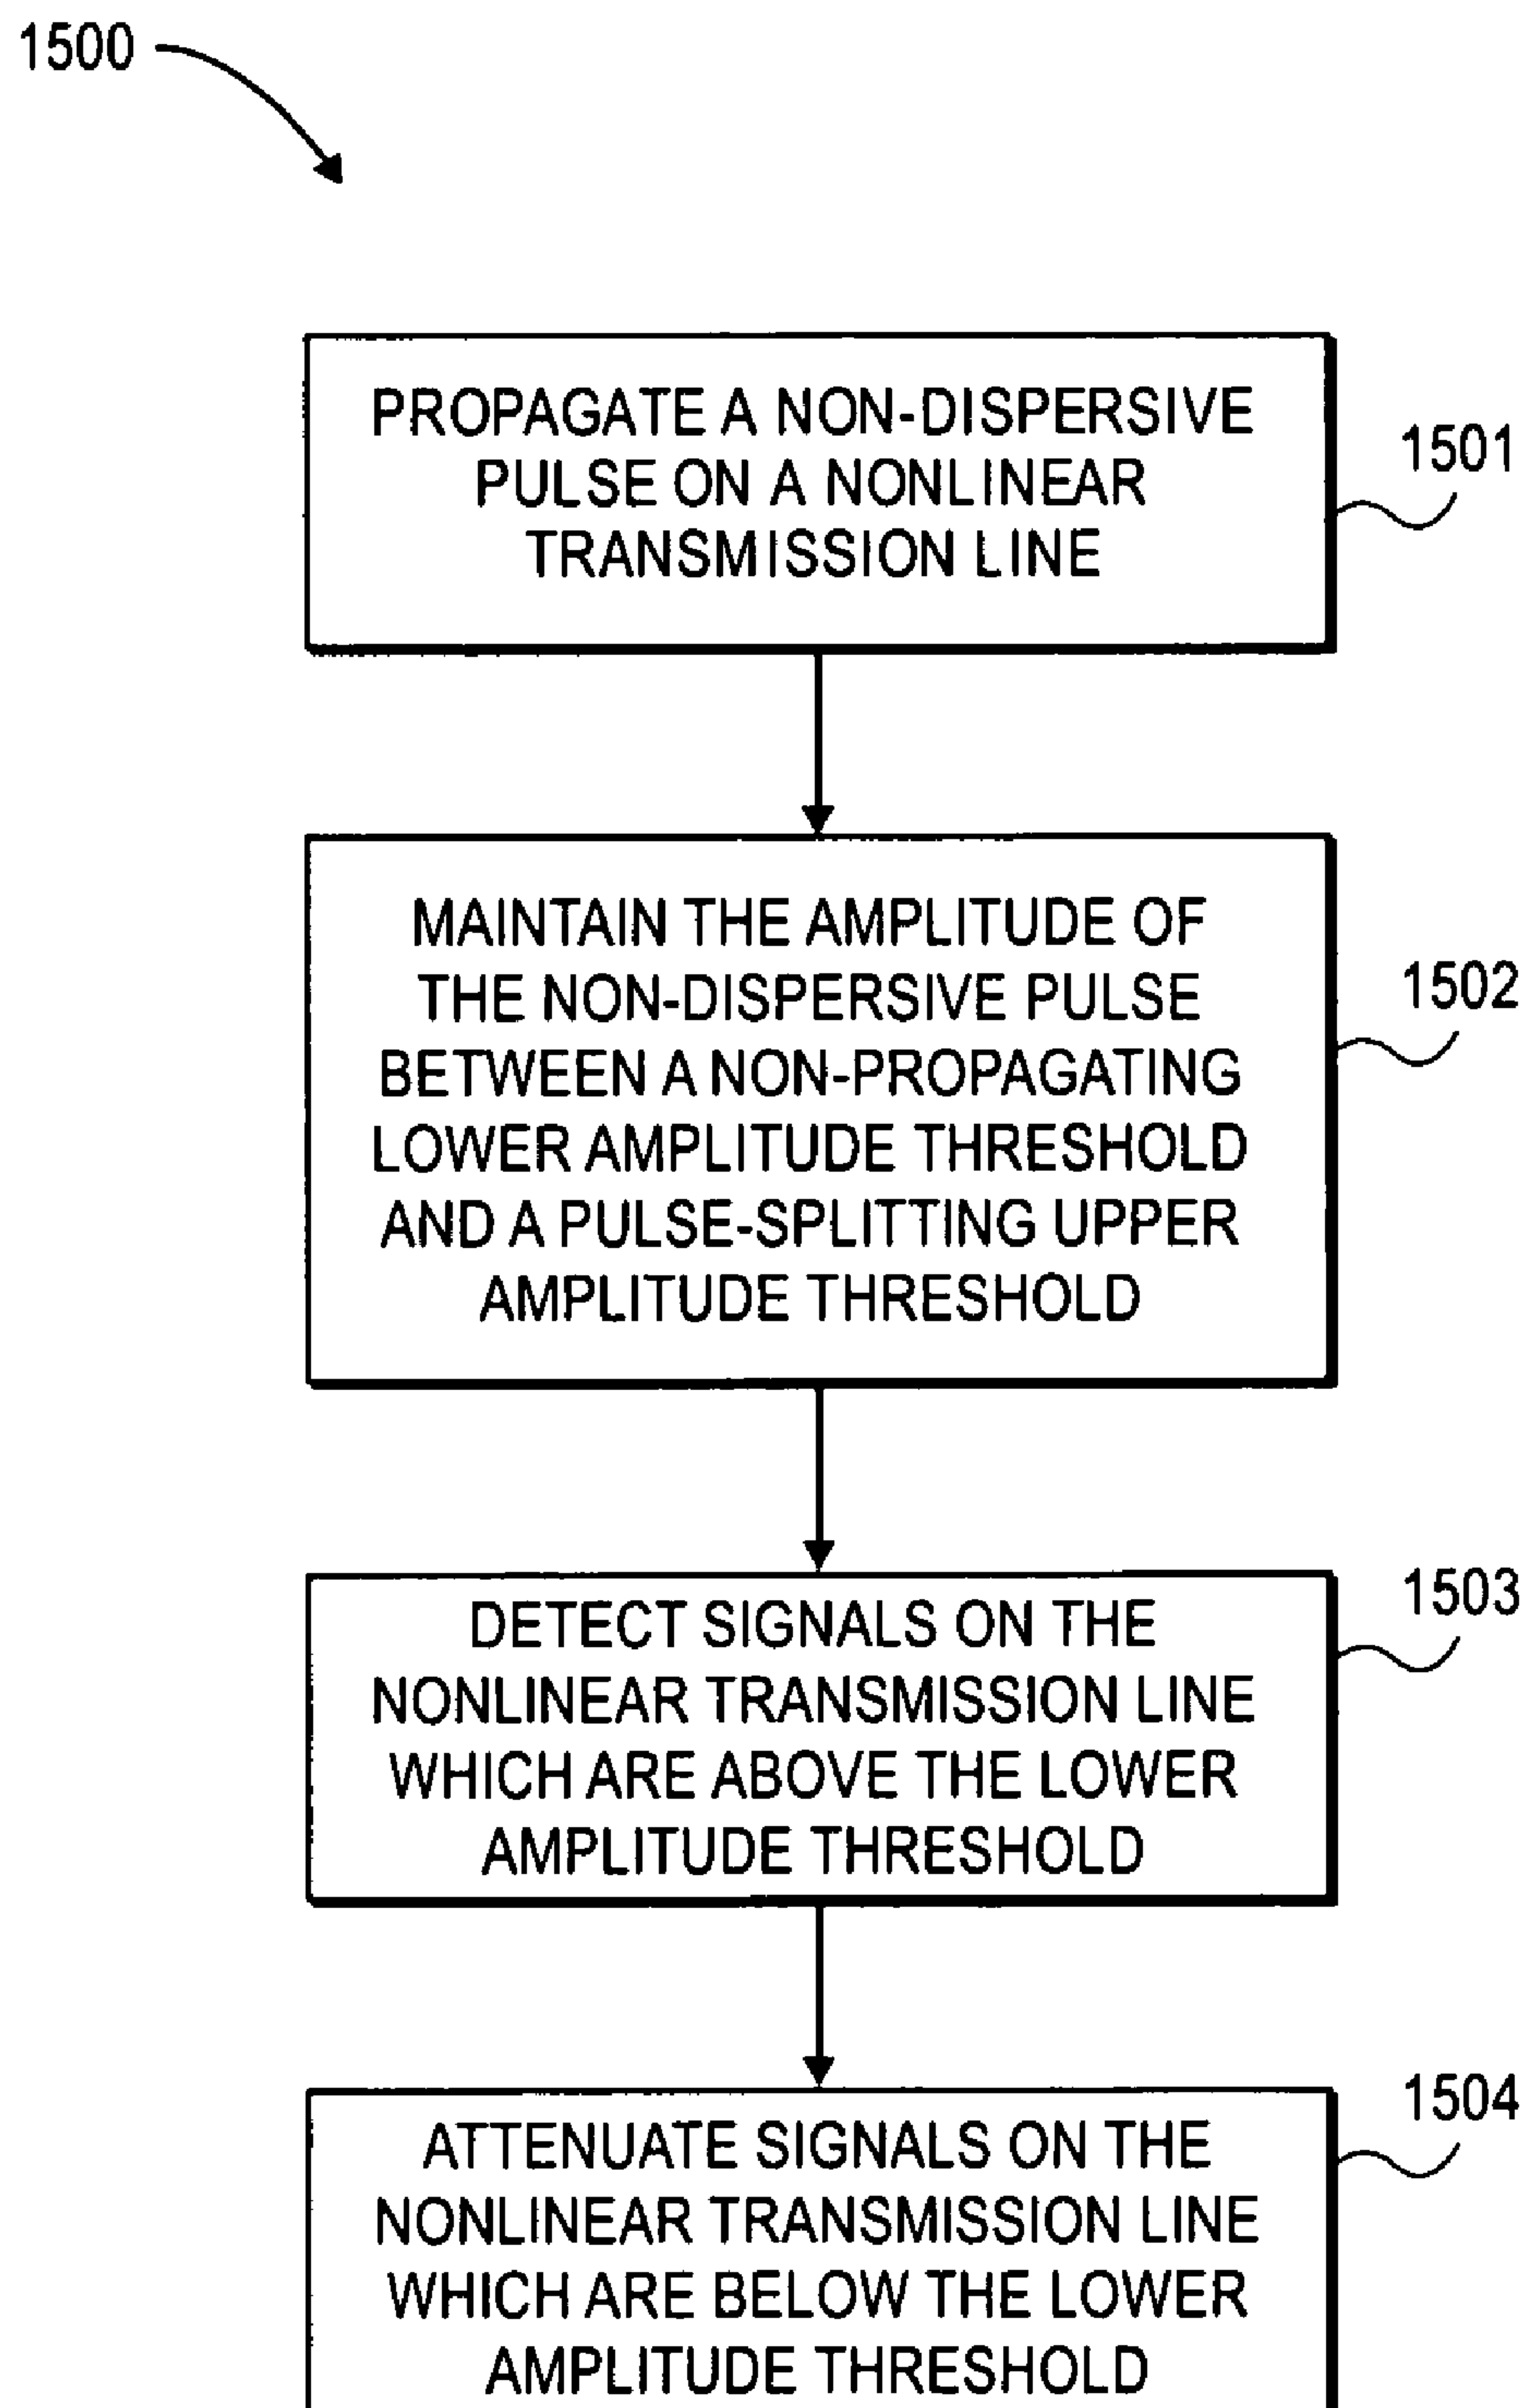 1500
PROPAGATE A NON-DISPERSIVE
PULSE ON A NONLINEAR
TRANSMISSION LINE
1501
MAINTAIN THE AMPLITUDE OF
THE NON-DISPERSIVE PULSE
BETWEEN A NON-PROPAGATING
LOWER AMPLITUDE THRESHOLD
AND A PULSE-SPLITTING UPPER
AMPLITUDE THRESHOLD
1502
DETECT SIGNALS ON THE
NONLINEAR TRANSMISSION LINE
WHICH ARE ABOVE THE LOWER
AMPLITUDE THRESHOLD
1503
ATTENUATE SIGNALS ON THE
NONLINEAR TRANSMISSION LINE
WHICH ARE BELOW THE LOWER
AMPLITUDE THRESHOLD
1504